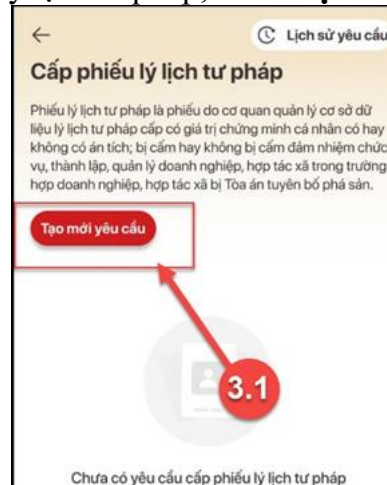 Lịch sử yêu cầu
Cấp phiếu lý lịch tư pháp
Phiếu lý lịch tư pháp là phiếu do cơ quan quản lý cơ sở dữ
liệu lý lịch tư pháp cấp có giá trị chứng minh cá nhân có hay
không có án tích; bị cấm hay không bị cấm đảm nhiệm chức
vụ, thành lập, quản lý doanh nghiệp, hợp tác xã trong trường
hợp doanh nghiệp, hợp tác xã bị Tòa án tuyên bố phá sản.
Tạo mới yêu cầu
3.1
Chưa có yêu cầu cấp phiếu lý lịch tư pháp